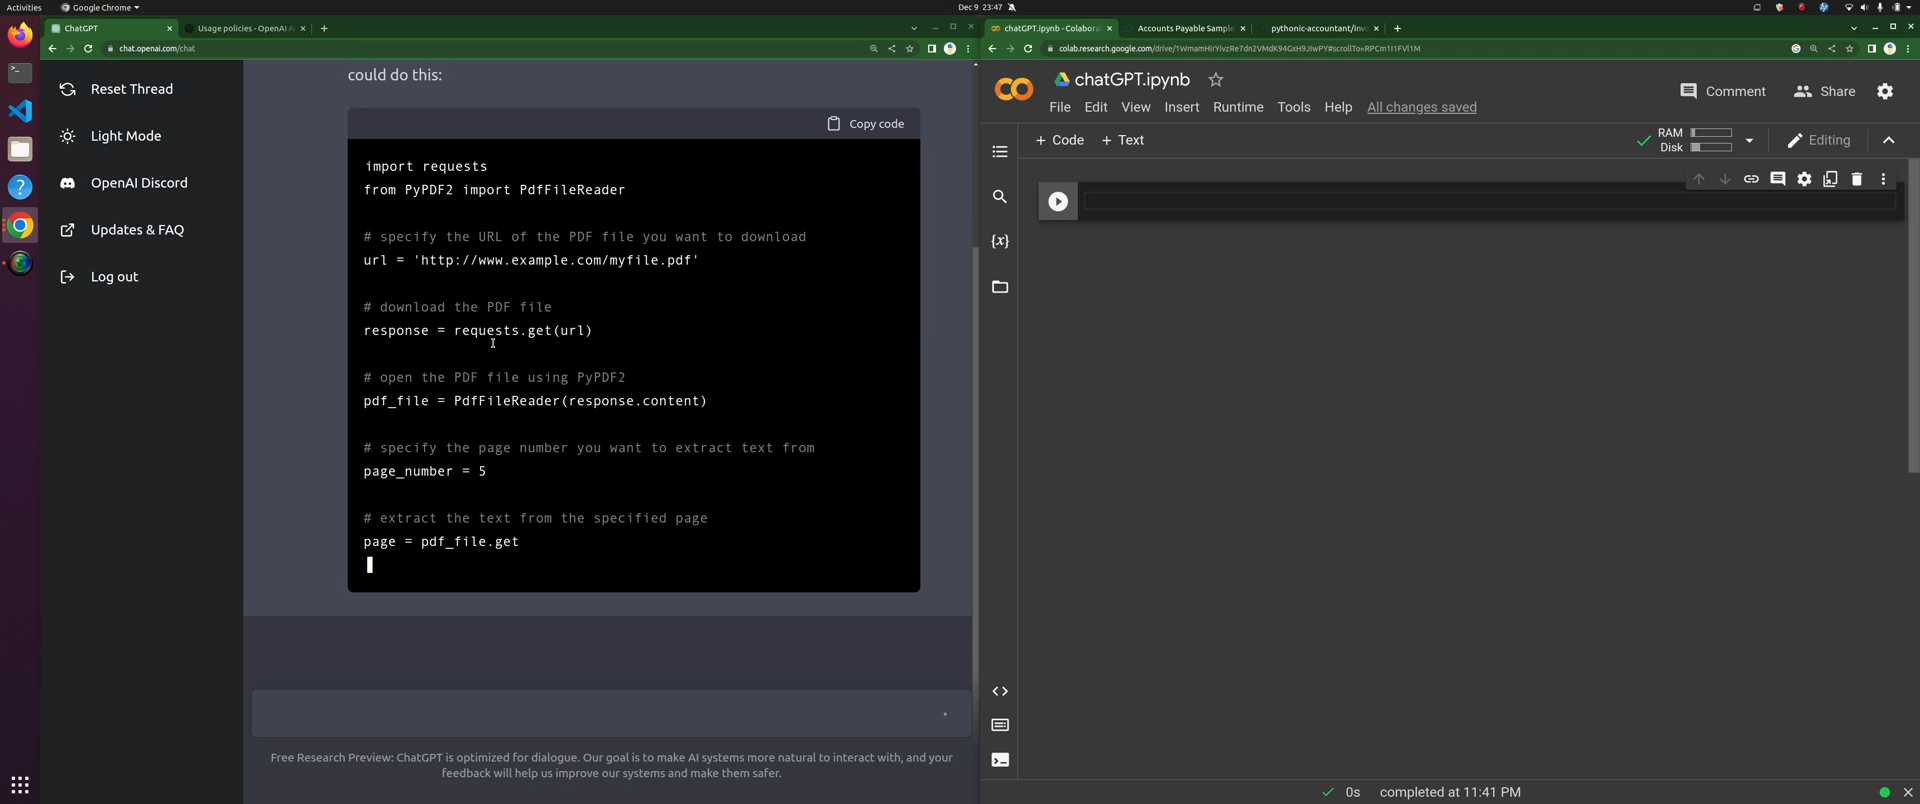 Activities
Google Chrome
Dec 9 23:47
ChatGPT
Usage policies - OpenAI A
chat.openai.com/chat
Reset Thread
Light Mode
OpenAI Discord
Updates & FAQ
Log out
could do this:
Copy code
import requests
from PyPDF2 import PdfFileReader
# specify the URL of the PDF file you want to download
url = 'http://www.example.com/myfile.pdf'
# download the PDF file
response = requests.get(url)
# open the PDF file using PyPDF2
pdf_file = PdfFileReader(response.content)
# specify the page number you want to extract text from
page_number = 5
# extract the text from the specified page
page = pdf_file.get
Free Research Preview: ChatGPT is optimized for dialogue. Our goal is to make AI systems more natural to interact with, and your
feedback will help us improve our systems and make them safer.
chatGPT.ipynb - Colabora
Accounts Payable Sample
pythonic-accountant/inv
chatGPT.ipynb
File Edit View Insert Runtime Tools Help All changes saved
Comment
Share
+ Code + Text
RAM
Disk
Editing
{x}
0s completed at 11:41 PM